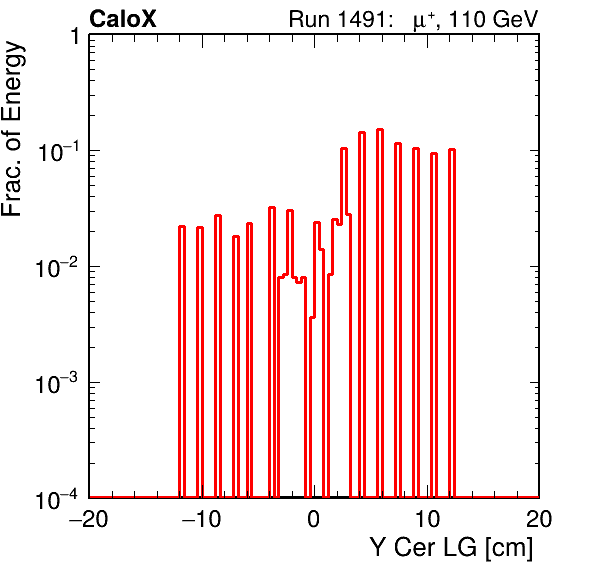 CaloX Run 1491: μ⁺, 110 GeV
Frac. of Energy
1
10⁻¹
10⁻²
10⁻³
10⁻⁴
−20 −10 0 10 20
Y Cer LG [cm]